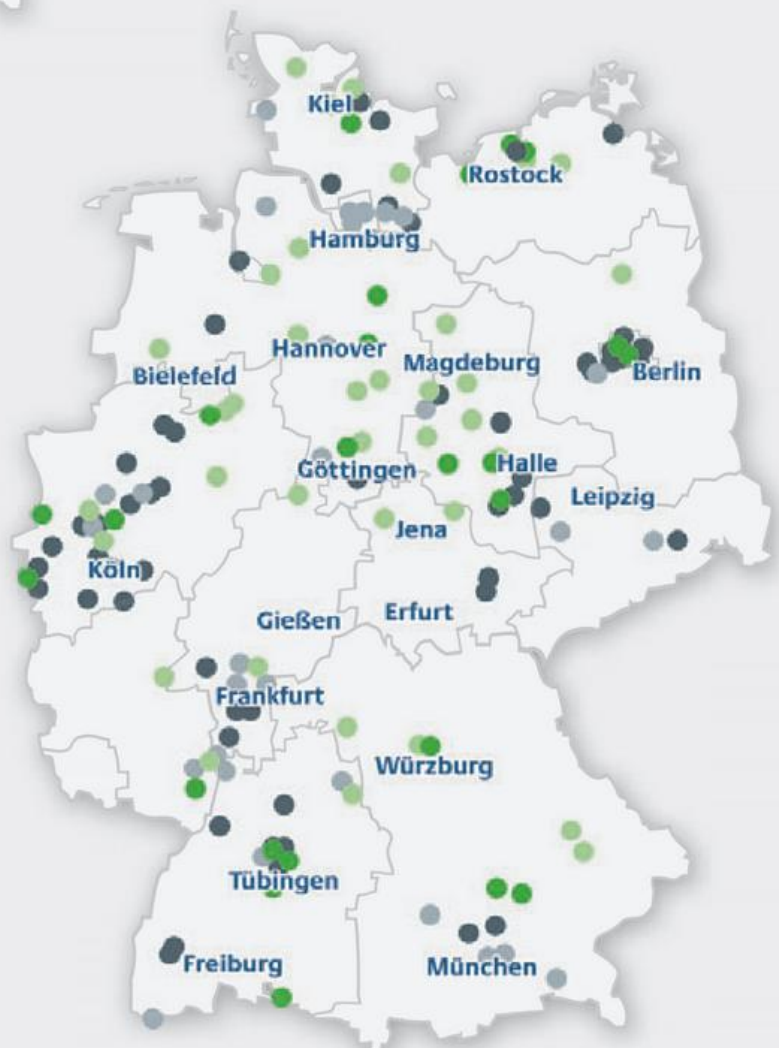 Kiel
Rostock
Hamburg
Hannover
Magdeburg
Berlin
Bielefeld
Göttingen
Halle
Leipzig
Jena
Köln
Gießen
Erfurt
Frankfurt
Würzburg
Tübingen
Freiburg
München